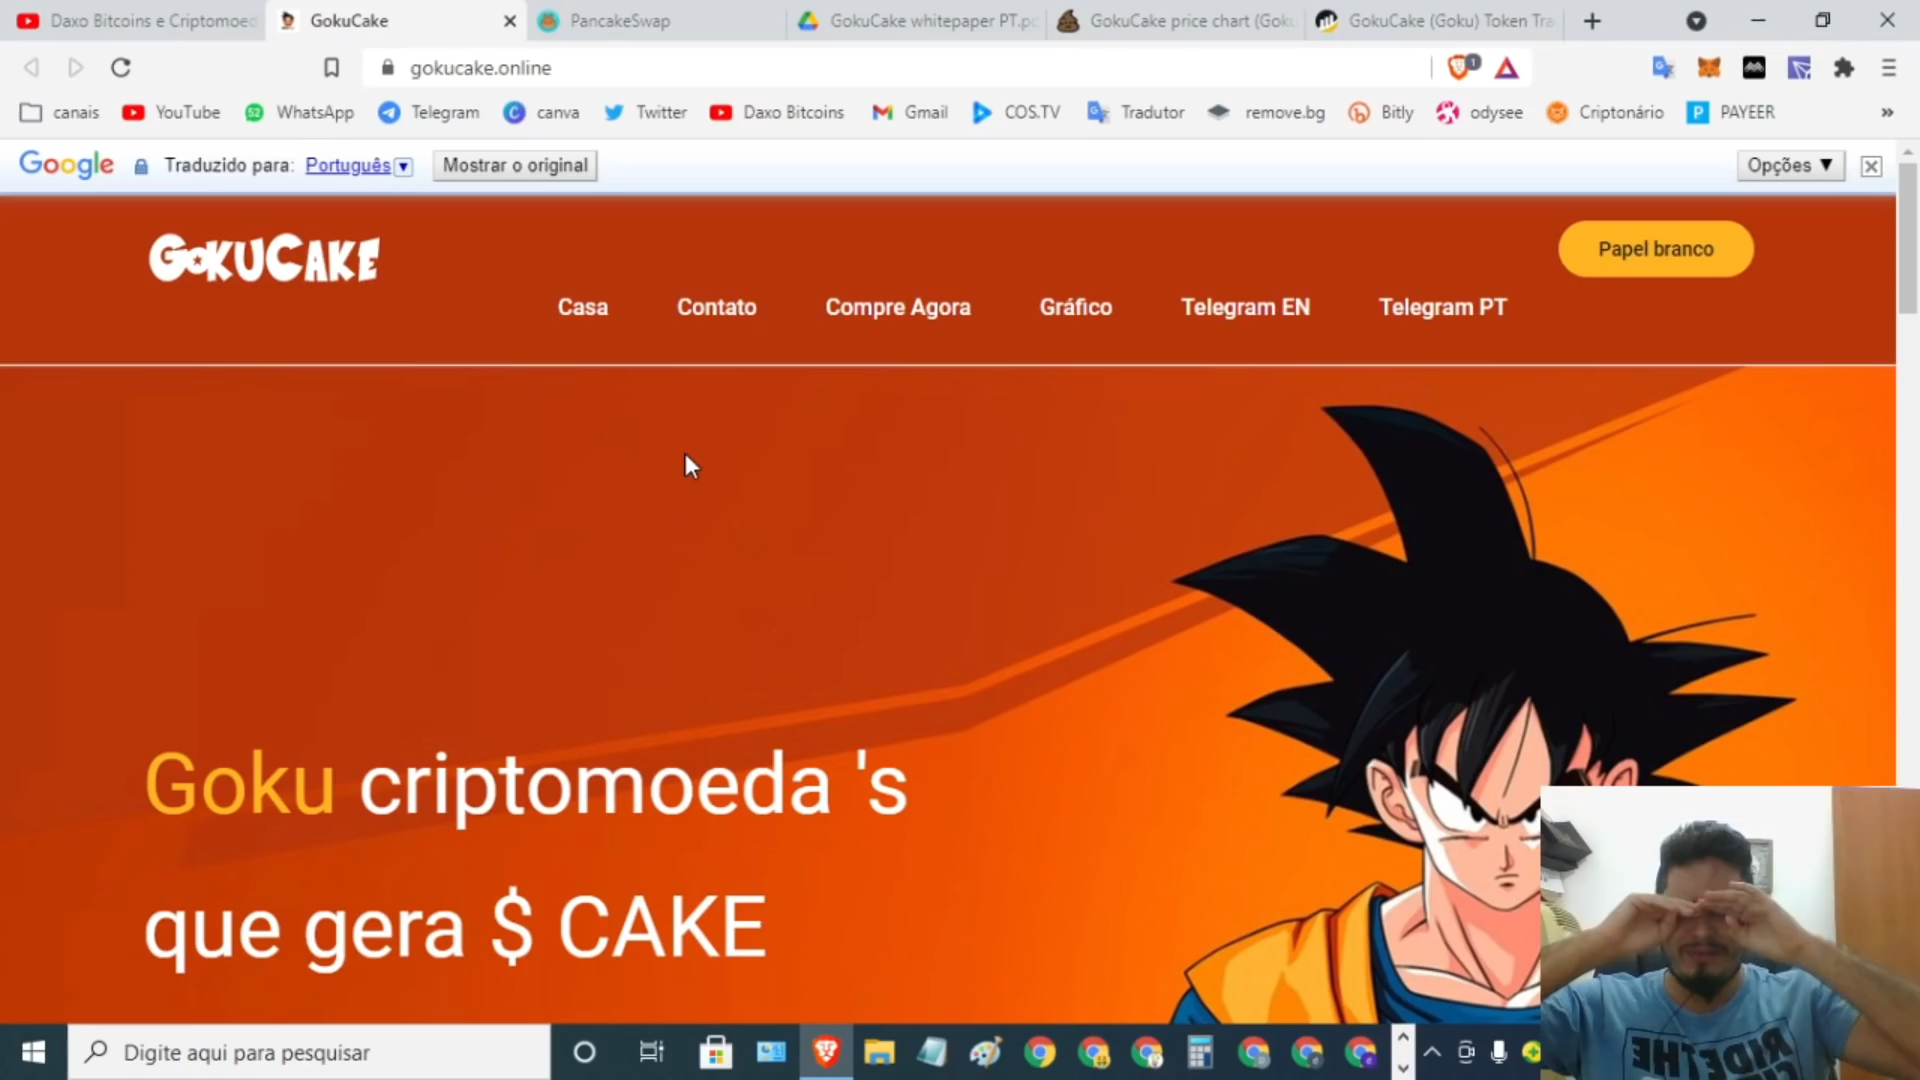 Daxo Bitcoins e Criptomoed
GokuCake
PancakeSwap
GokuCake whitepaper PT.pd
GokuCake price chart (Goku
GokuCake (Goku) Token Tra
gokucake.online
1
canais
YouTube
WhatsApp
Telegram
canva
Twitter
Daxo Bitcoins
Gmail
COS.TV
Tradutor
remove.bg
Bitly
odysee
Criptonário
PAYEER
Google
Traduzido para:
Português
Mostrar o original
Opções
GOKUCAKE
Papel branco
Casa
Contato
Compre Agora
Gráfico
Telegram EN
Telegram PT
Goku criptomoeda 's
que gera $ CAKE
RIDETHE
Digite aqui para pesquisar